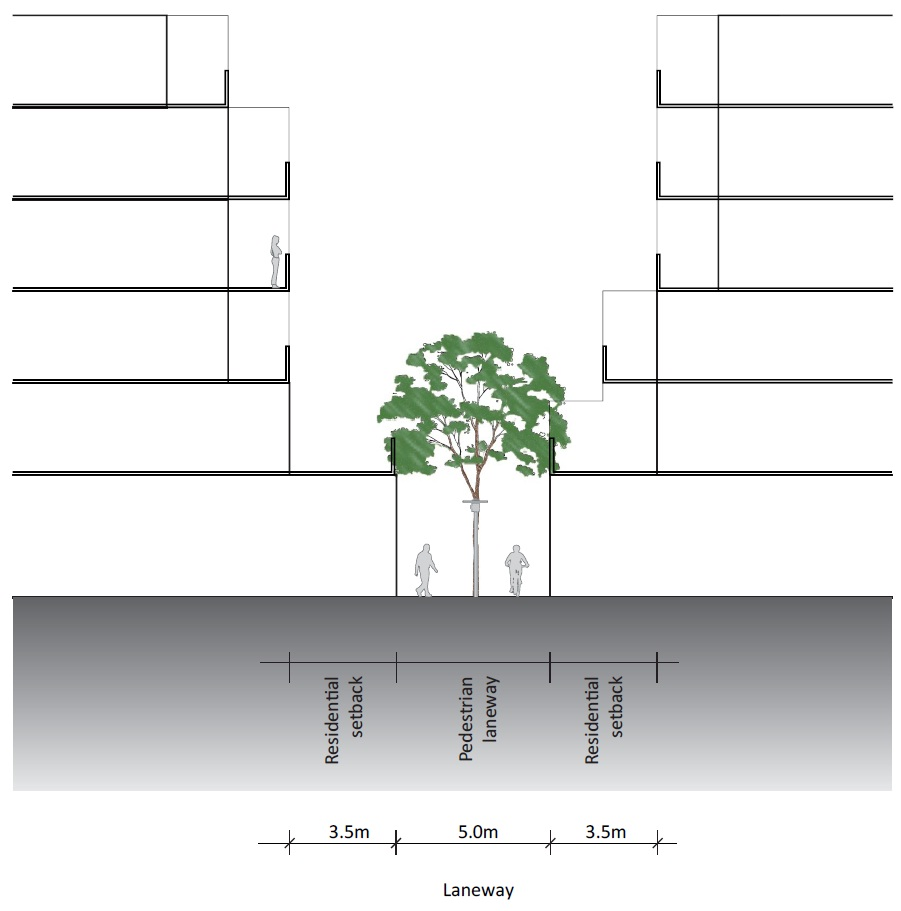 Residential
setback
Pedestrian
laneway
Residential
setback
3.5m
5.0m
3.5m
Laneway